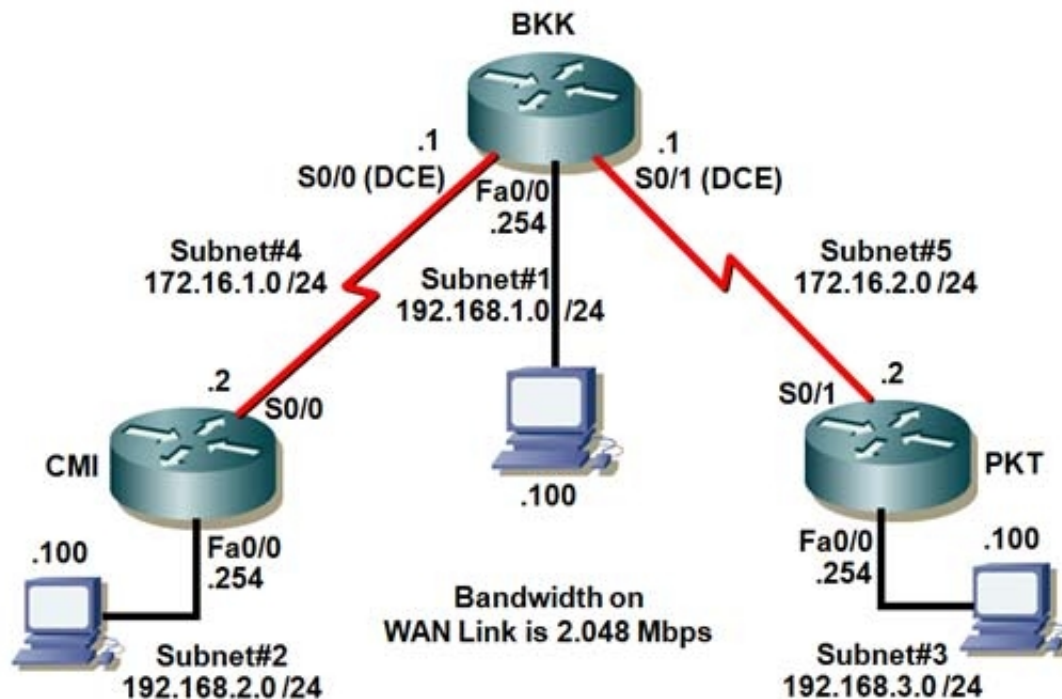 BKK
.1
S0/0 (DCE)
Fa0/0
.254
.1
S0/1 (DCE)
Subnet#4
172.16.1.0 /24
Subnet#1
192.168.1.0 /24
Subnet#5
172.16.2.0 /24
.2
S0/0
CMI
.100
S0/1
.2
PKT
.100
Fa0/0
.254
Subnet#2
192.168.2.0 /24
Bandwidth on
WAN Link is 2.048 Mbps
Fa0/0
.254
.100
Subnet#3
192.168.3.0 /24